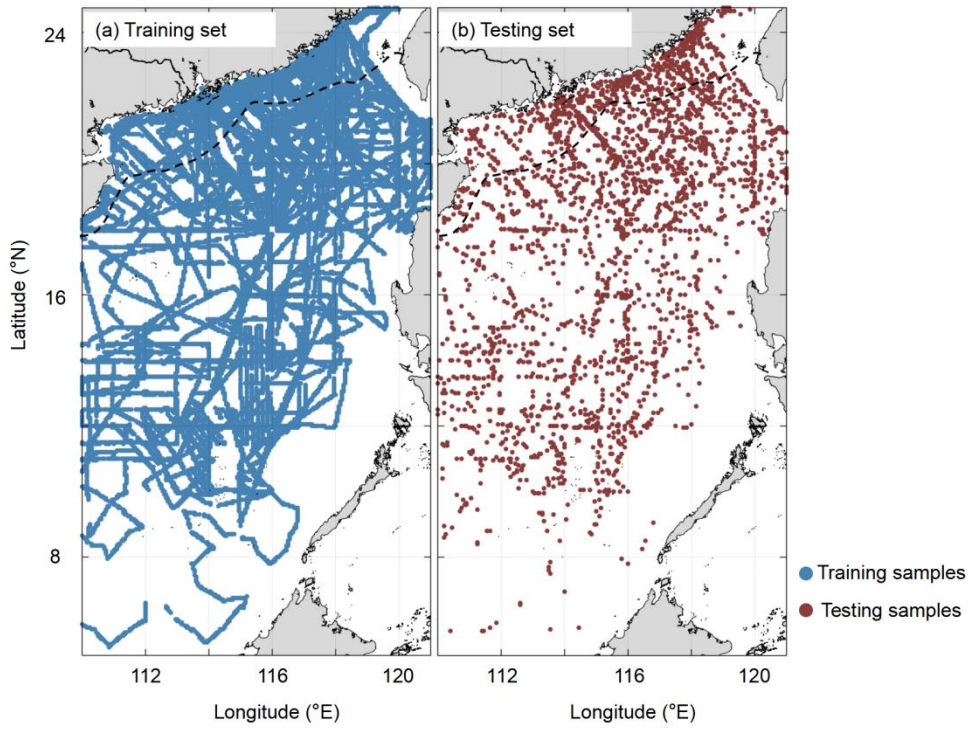 (a) Training set
(b) Testing set
24
16
8
Latitude (°N)
112
116
120
112
116
120
Longitude (°E)
Longitude (°E)
Training samples
Testing samples